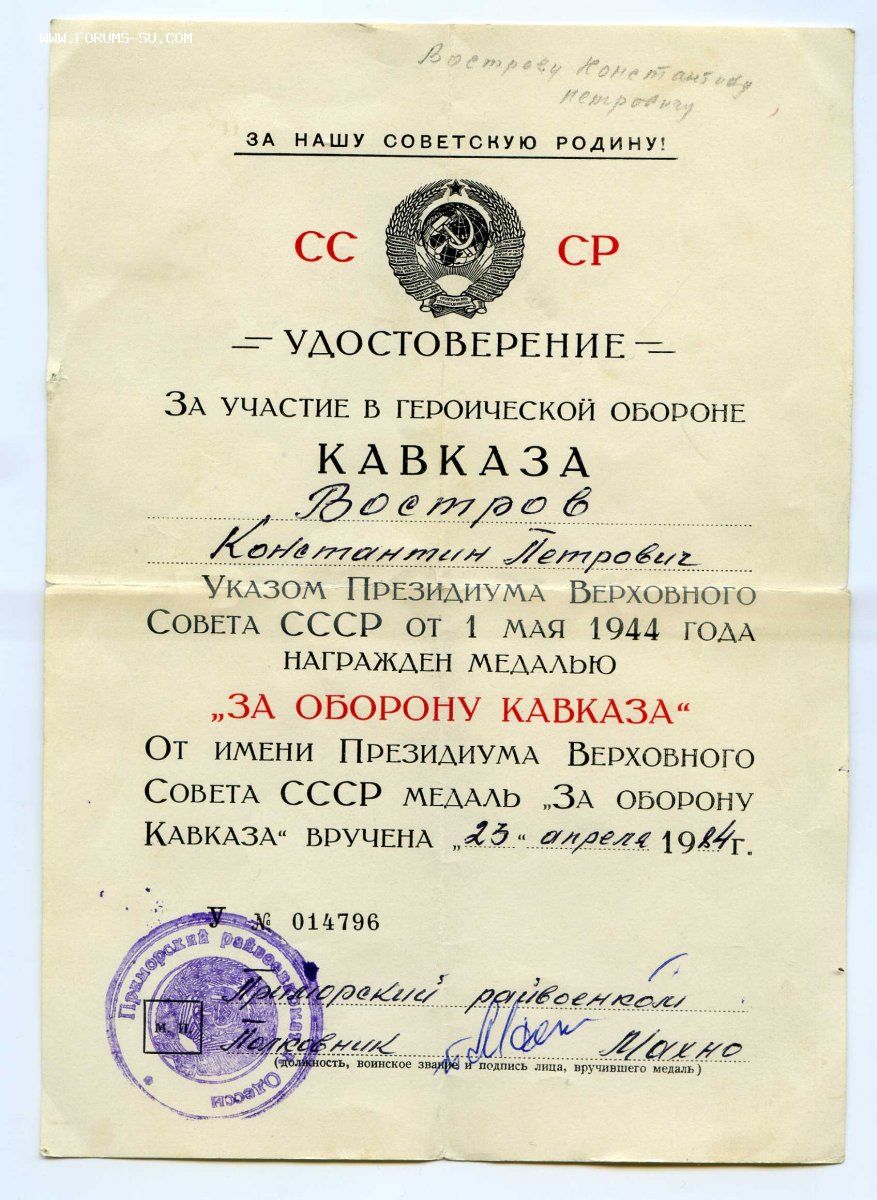 WWW.FORUMS-SU.COM
Вострову Константину
Петровичу
ЗА НАШУ СОВЕТСКУЮ РОДИНУ!
СС СР
УДОСТОВЕРЕНИЕ
ЗА УЧАСТИЕ В ГЕРОИЧЕСКОЙ ОБОРОНЕ
КАВКАЗА
Востров
Константин Петрович
УКАЗОМ ПРЕЗИДИУМА ВЕРХОВНОГО
СОВЕТА СССР ОТ 1 МАЯ 1944 ГОДА
НАГРАЖДЕН МЕДАЛЬЮ
„ЗА ОБОРОНУ КАВКАЗА“
ОТ ИМЕНИ ПРЕЗИДИУМА ВЕРХОВНОГО
СОВЕТА СССР МЕДАЛЬ „ЗА ОБОРОНУ
КАВКАЗА“ ВРУЧЕНА „23“ апреля 1984 г.
У № 014796
Приморский райвоенком
М. П.
Полковник Махно
(должность, воинское звание и подпись лица, вручившего медаль)
Приморский райвоенкомат
Одессы